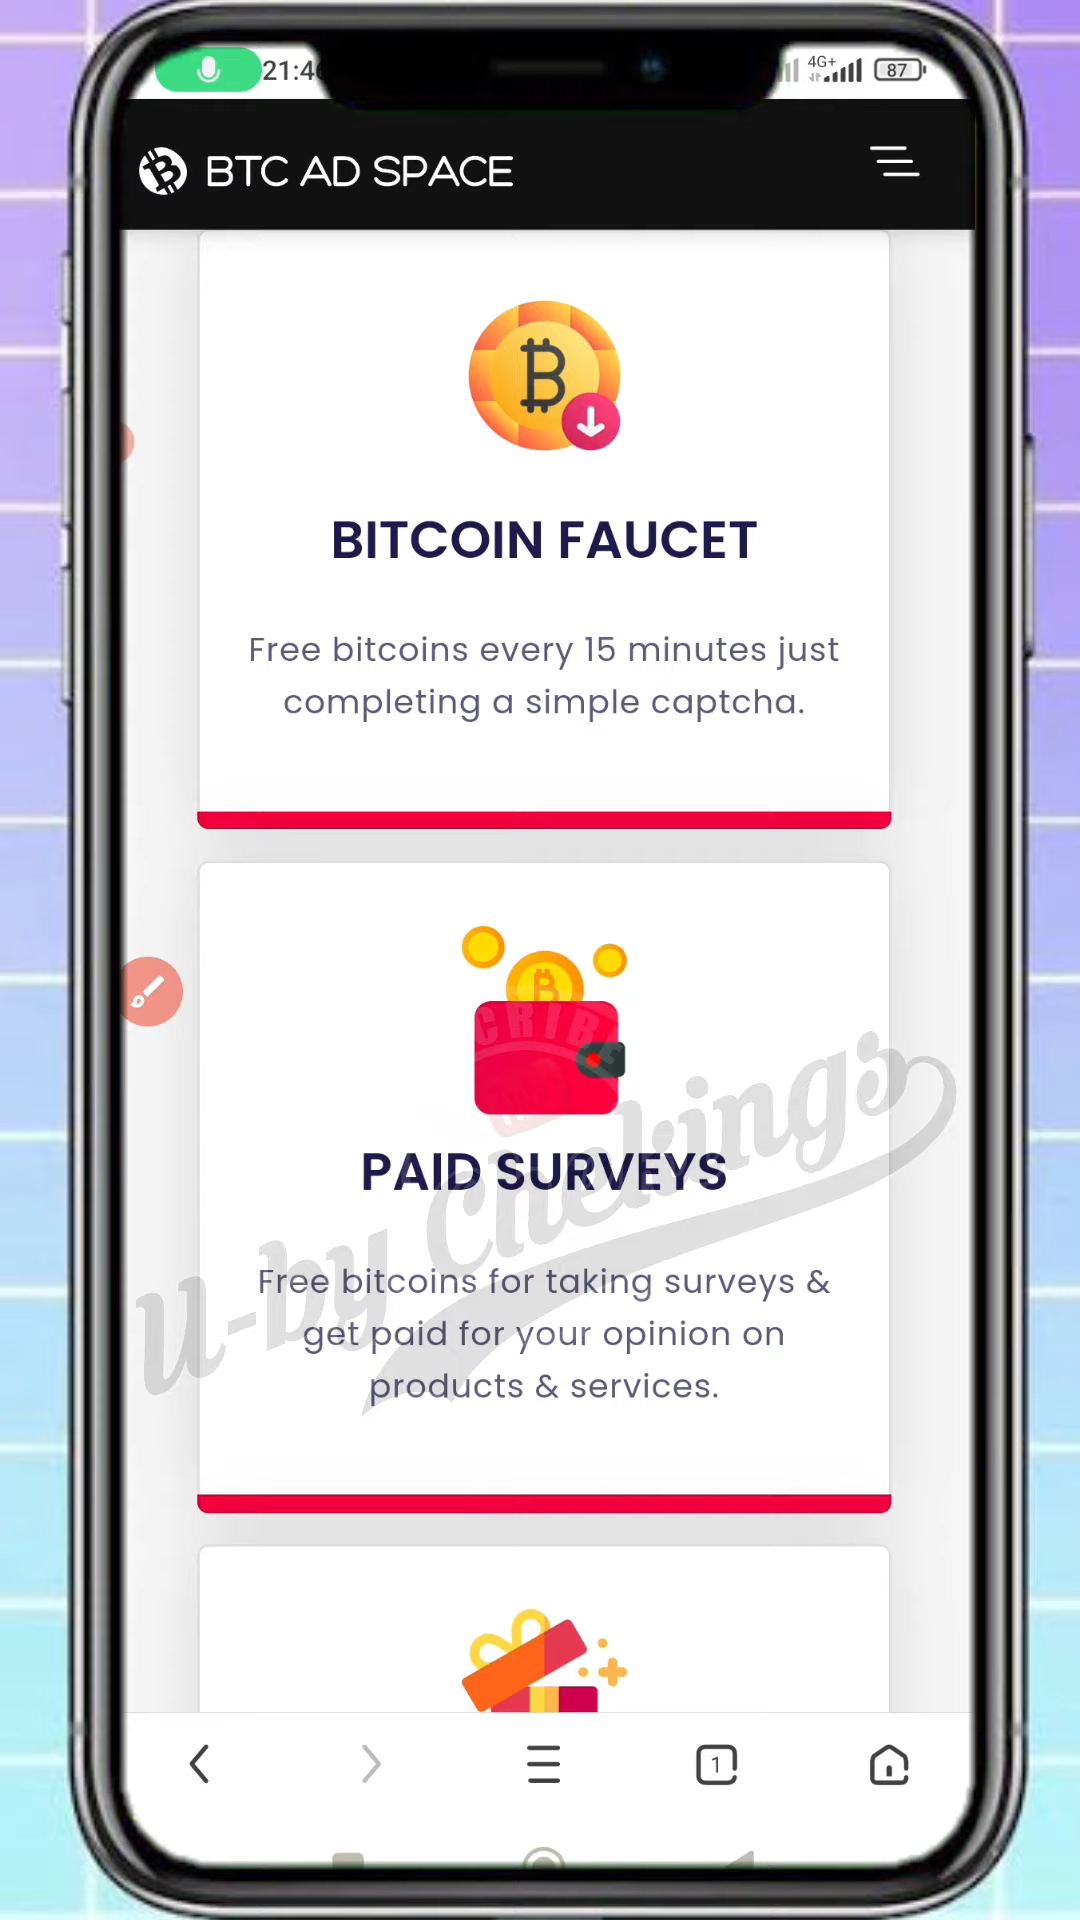 21:4
4G+
87
BTC AD SPACE
BITCOIN FAUCET
Free bitcoins every 15 minutes just
completing a simple captcha.
CRIBE
PAID SURVEYS
Free bitcoins for taking surveys &
get paid for your opinion on
products & services.
U-by Chekings
1